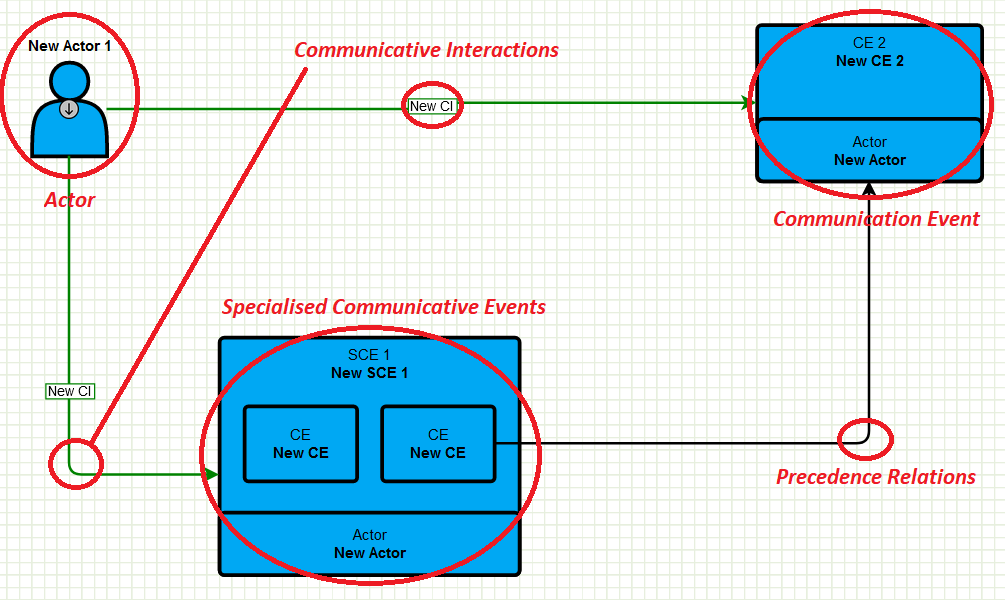 New Actor 1
Communicative Interactions
New CI
CE 2
New CE 2
Actor
New Actor
Actor
Communication Event
Specialised Communicative Events
SCE 1
New SCE 1
New CI
CE
New CE
CE
New CE
Precedence Relations
Actor
New Actor